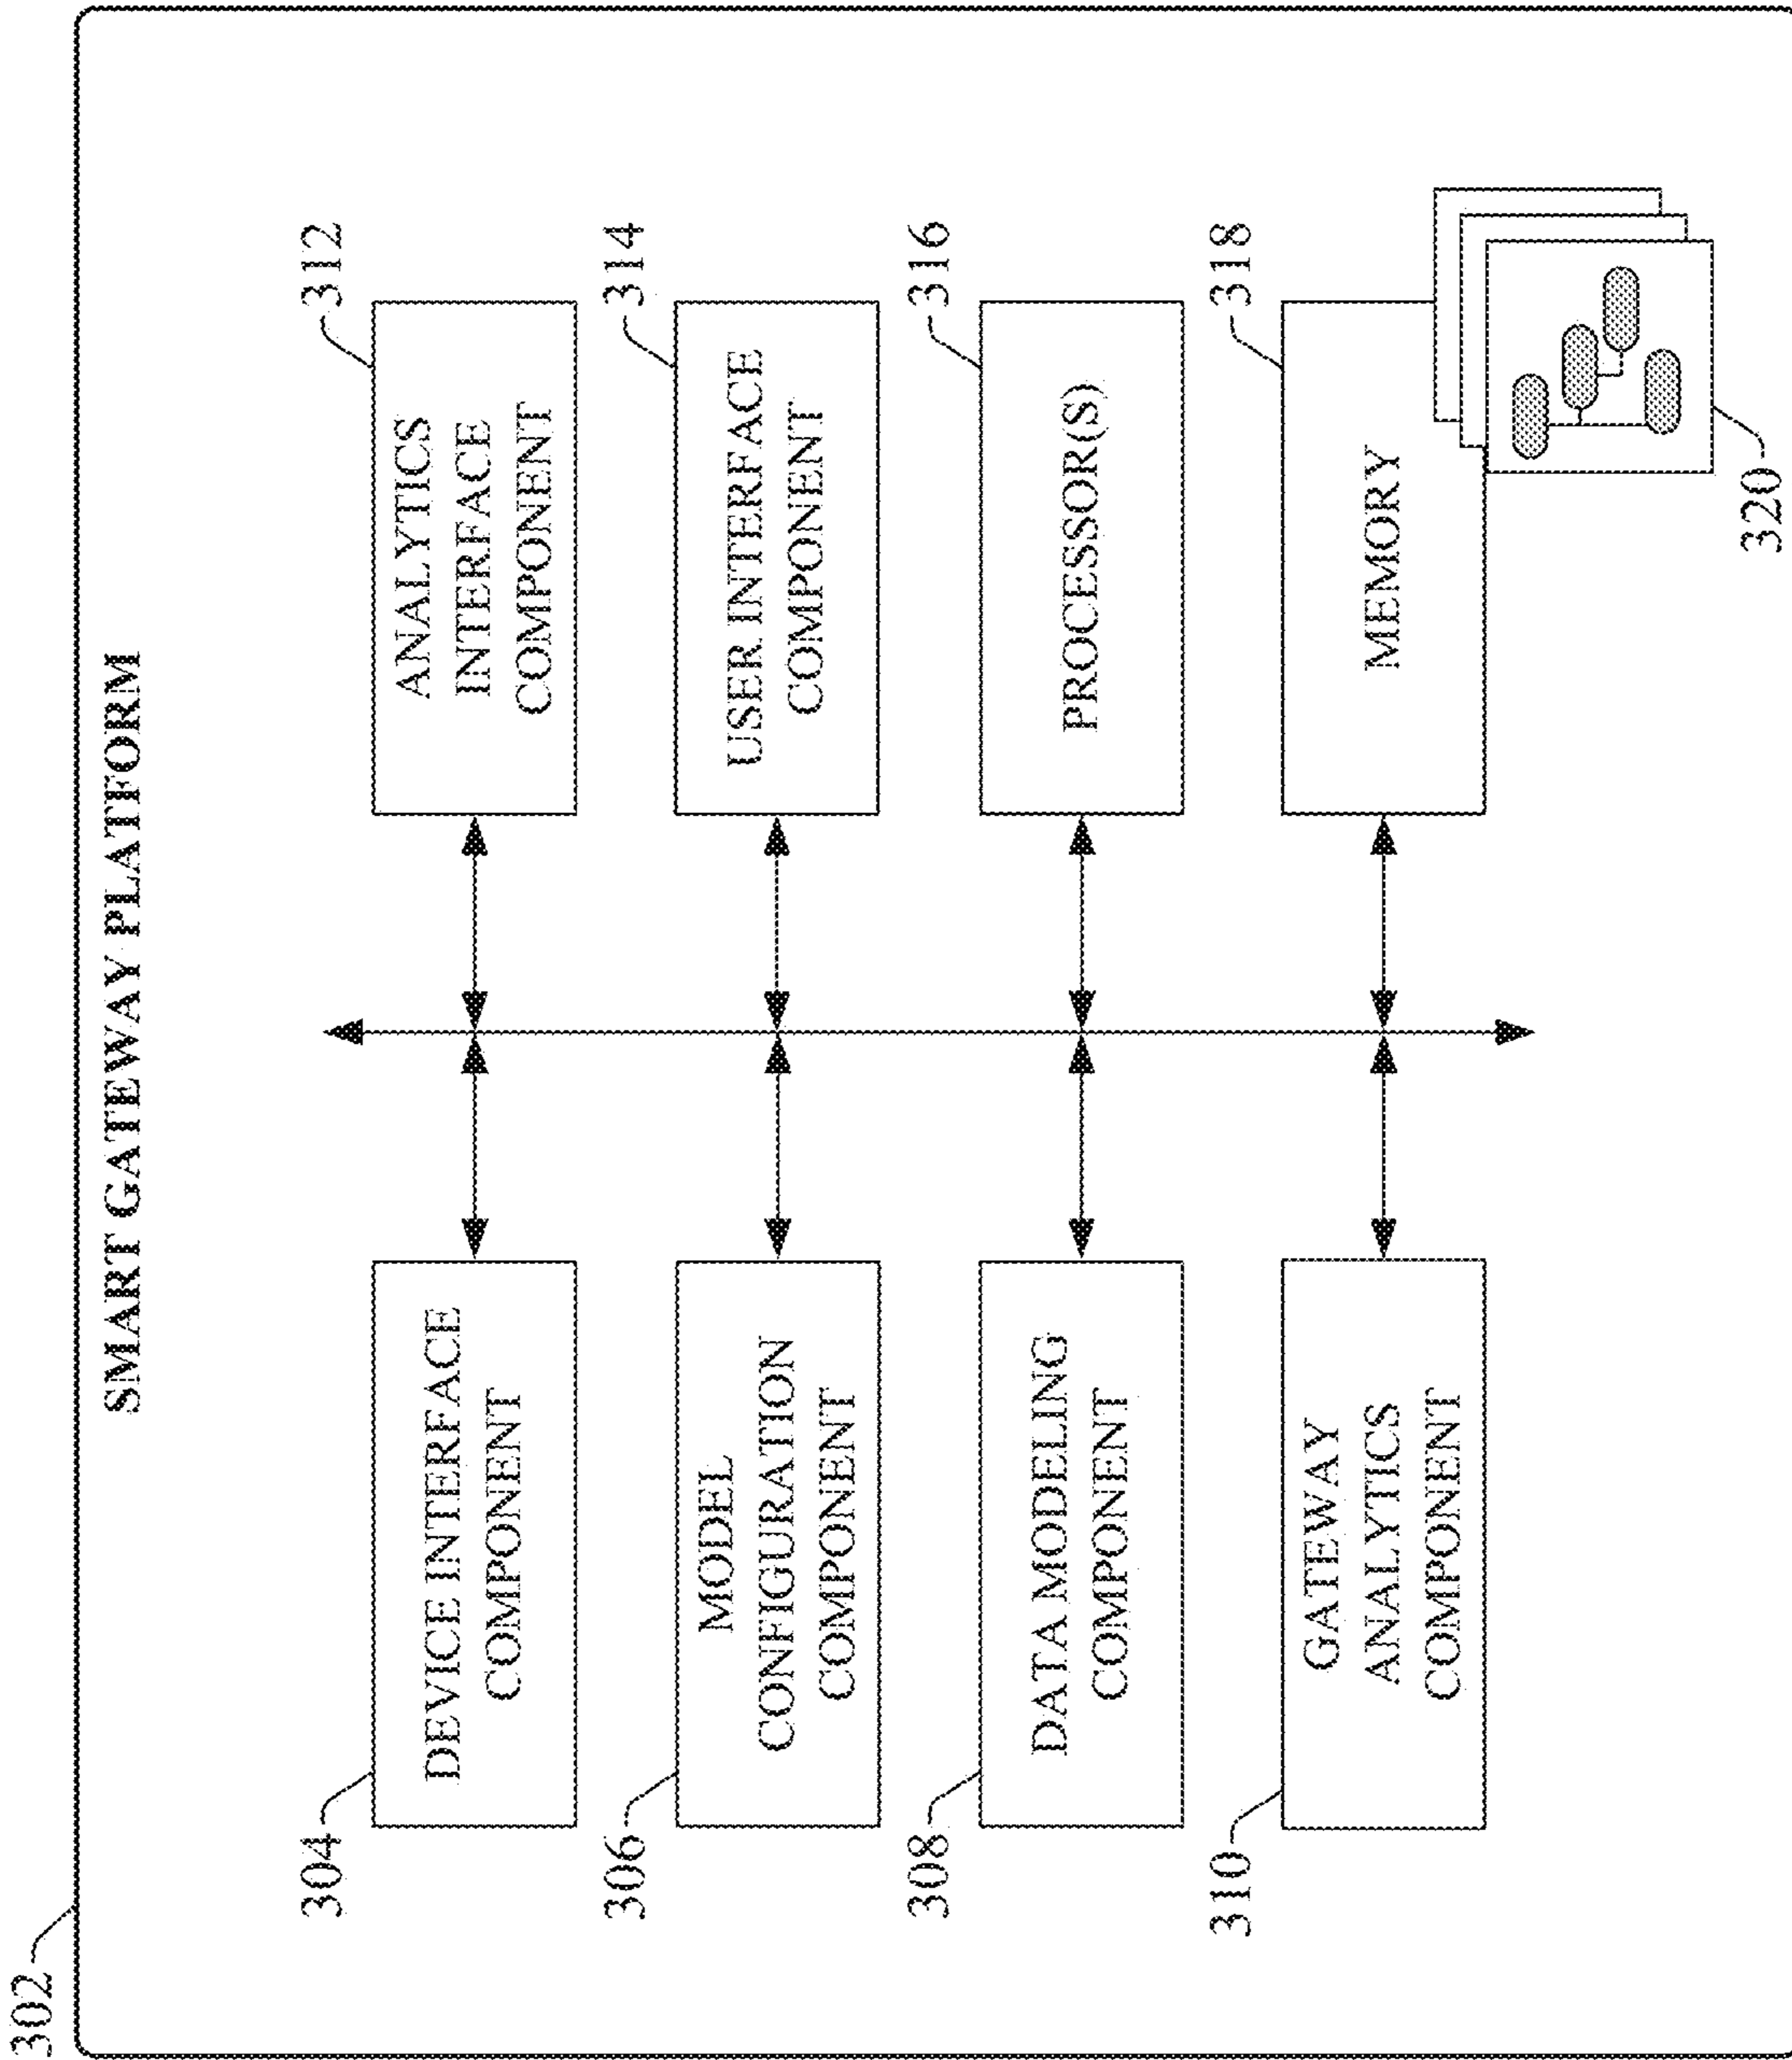 302
SMART GATEWAY PLATFORM
304
DEVICE INTERFACE
COMPONENT
312
ANALYTICS
INTERFACE
COMPONENT
306
MODEL
CONFIGURATION
COMPONENT
314
USER INTERFACE
COMPONENT
308
DATA MODELING
COMPONENT
316
PROCESSOR(S)
310
GATEWAY
ANALYTICS
COMPONENT
318
MEMORY
320